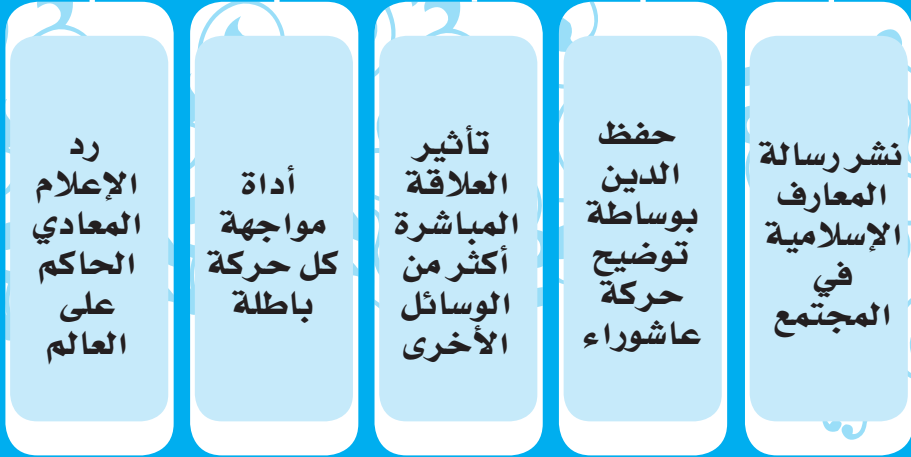 نشر رسالة
المعارف
الإسلامية
في
المجتمع
حفظ
الدين
بوساطة
توضيح
حركة
عاشوراء
تأثير
العلاقة
المباشرة
أكثر من
الوسائل
الأخرى
أداة
مواجهة
كل حركة
باطلة
رد
الإعلام
المعادي
الحاكم
على
العالم